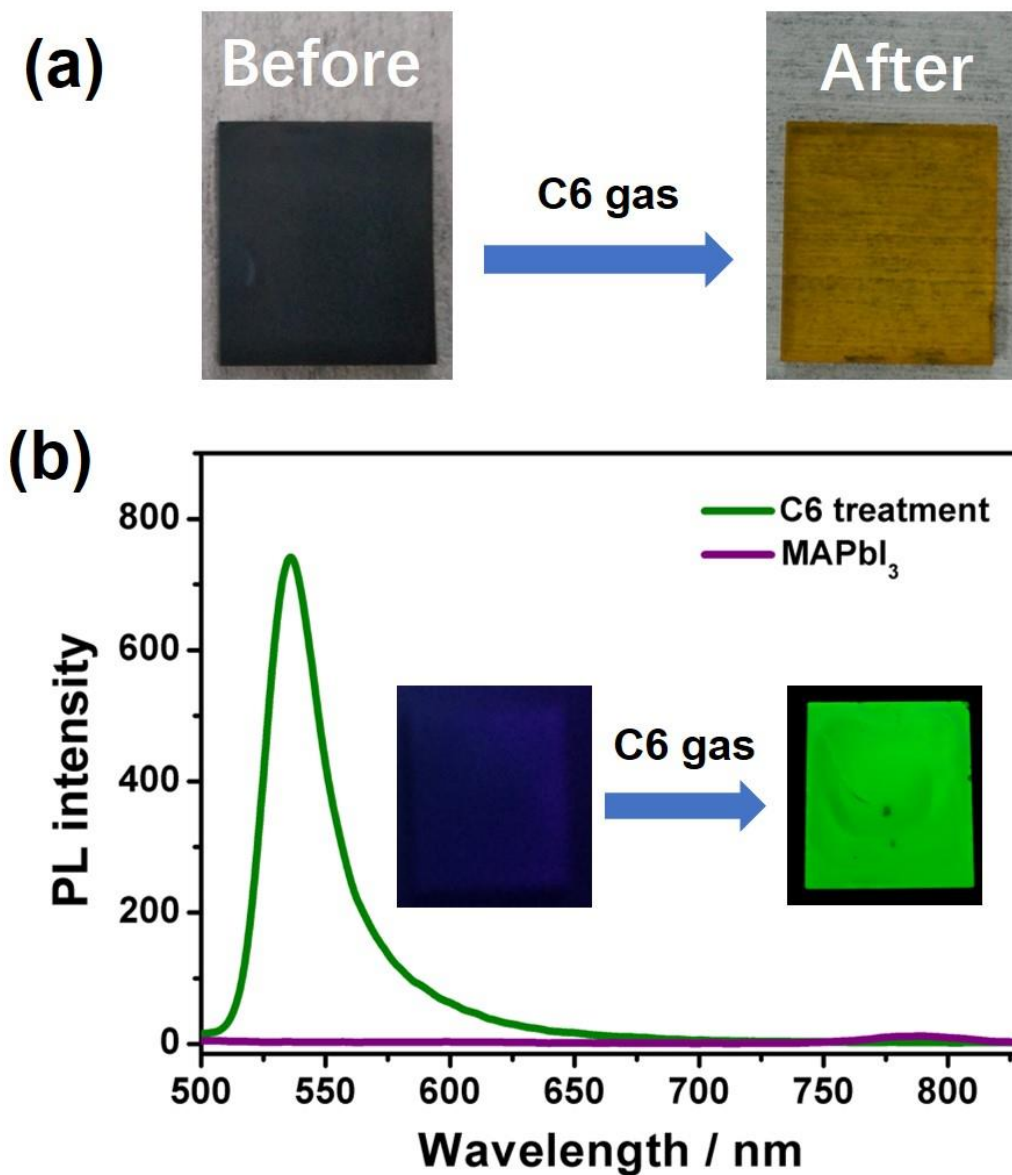 (a)
Before
After
C6 gas
(b)
800
600
400
200
0
PL intensity
C6 treatment
MAPbI₃
C6 gas
500
550
600
650
700
750
800
Wavelength / nm